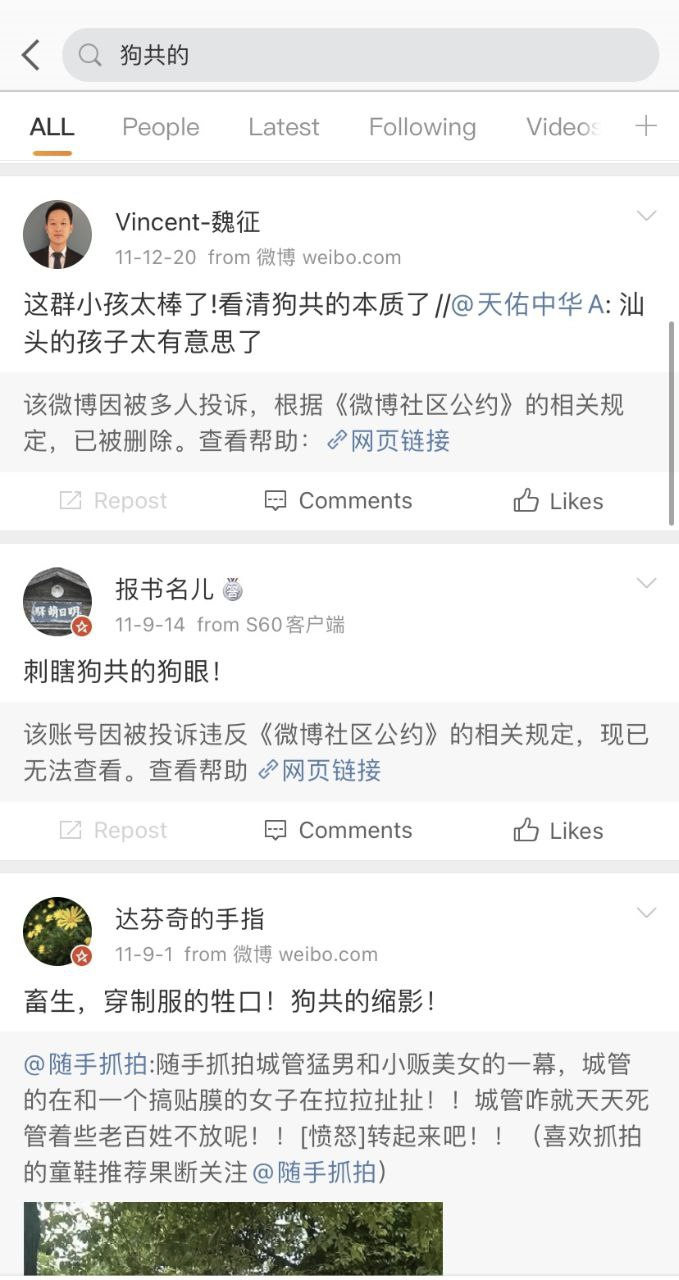 狗共的
ALL People Latest Following Videos
Vincent-魏征
11-12-20 from 微博 weibo.com
这群小孩太棒了!看清狗共的本质了//@天佑中华A: 汕
头的孩子太有意思了
该微博因被多人投诉，根据《微博社区公约》的相关规
定，已被删除。查看帮助：网页链接
Repost Comments Likes
报书名儿
11-9-14 from S60客户端
刺瞎狗共的狗眼！
该账号因被投诉违反《微博社区公约》的相关规定，现已
无法查看。查看帮助 网页链接
Repost Comments Likes
达芬奇的手指
11-9-1 from 微博 weibo.com
畜生，穿制服的牲口！狗共的缩影！
@随手抓拍:随手抓拍城管猛男和小贩美女的一幕，城管
的在和一个搞贴膜的女子在拉拉扯扯！！城管咋就天天死
管着些老百姓不放呢！！[愤怒]转起来吧！！（喜欢抓拍
的童鞋推荐果断关注@随手抓拍）